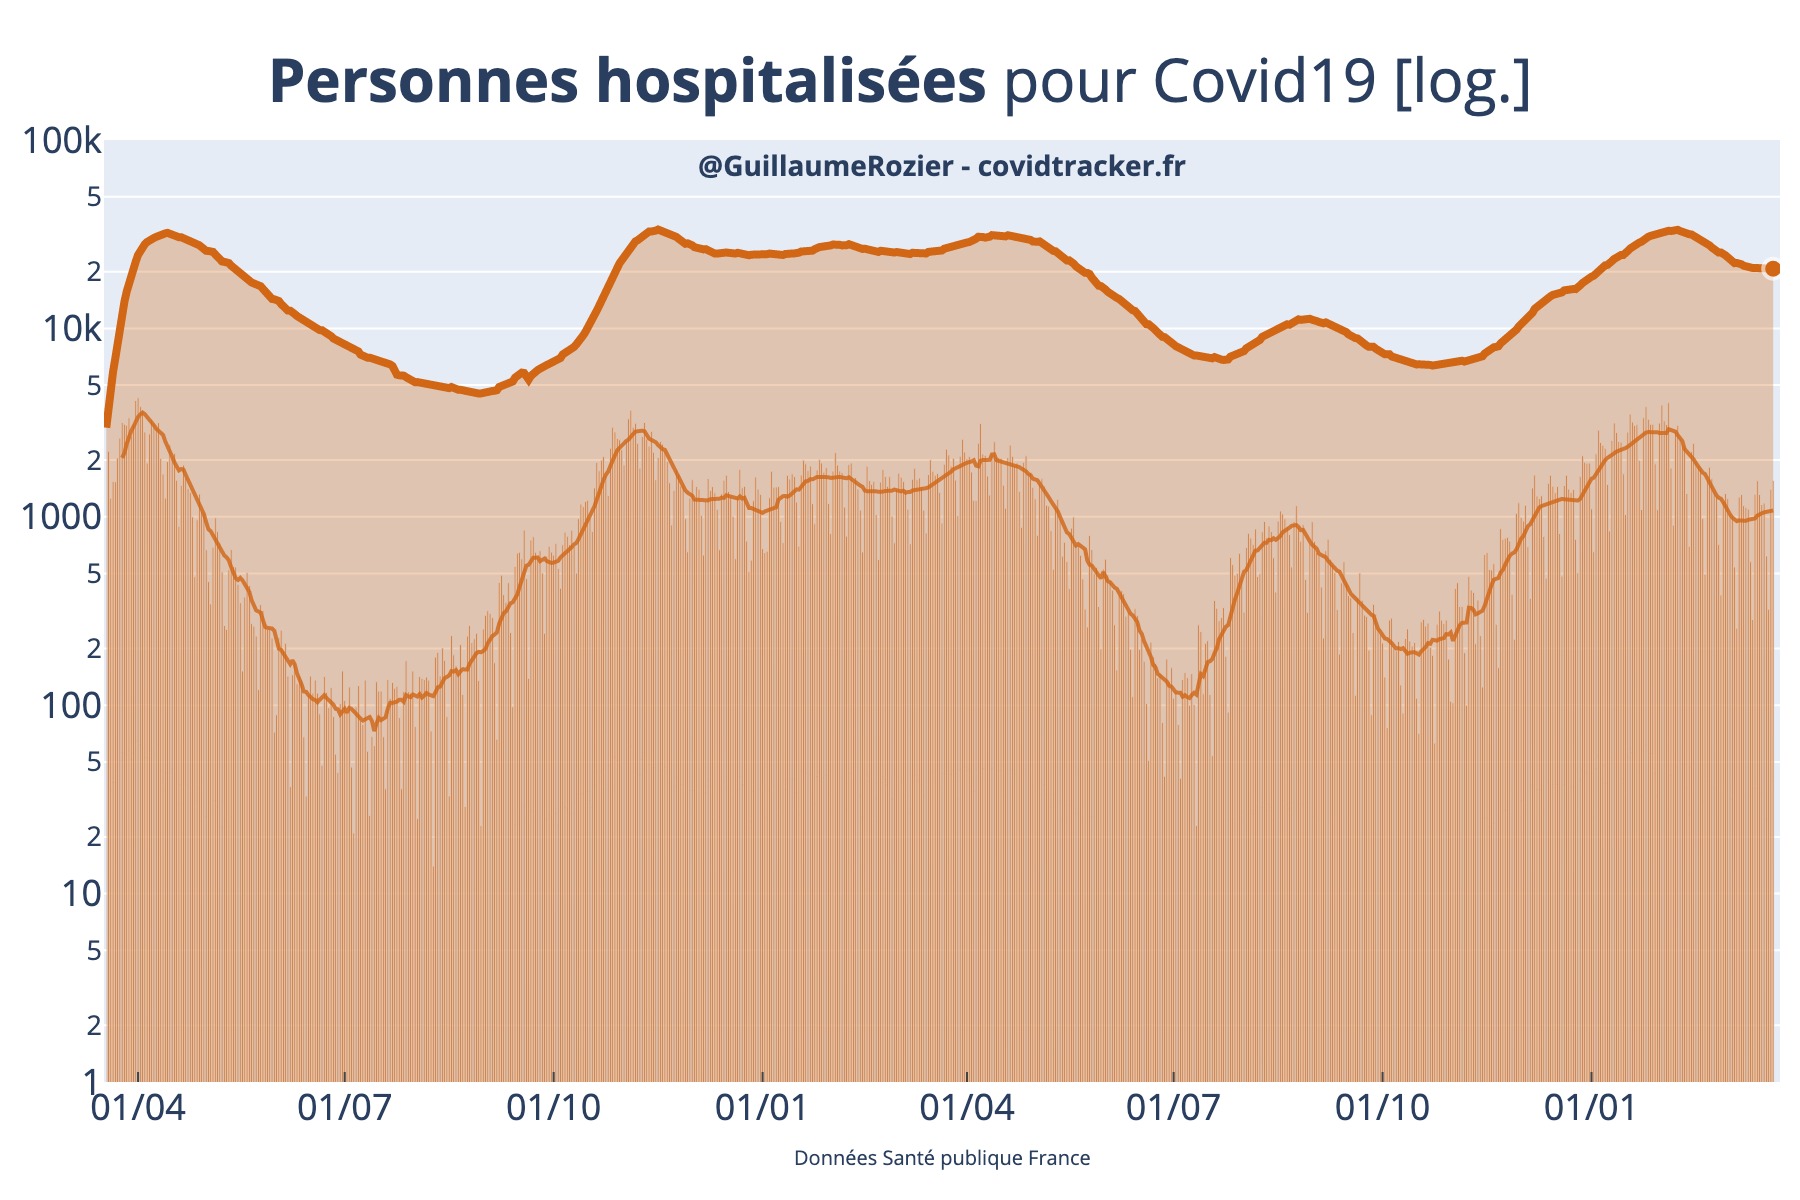 Personnes hospitalisées pour Covid19 [log.]
@GuillaumeRozier - covidtracker.fr
100k
5
2
10k
5
2
1000
5
2
100
5
2
10
5
2
1
01/04 01/07 01/10 01/01 01/04 01/07 01/10 01/01
Données Santé publique France